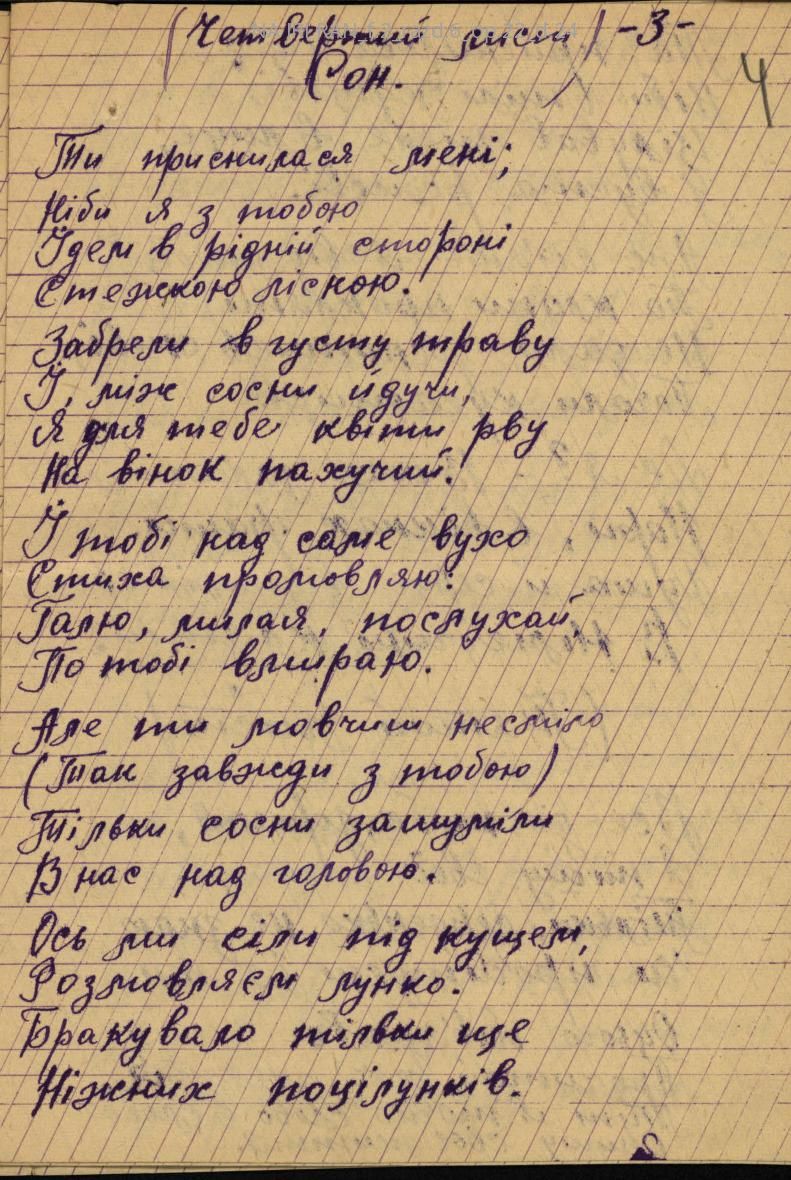 (Четвертий лист) -3-
4
Сон.
Ти приснилася мені;
Ніби я з тобою
Йдем в рідній стороні
Стежкою лісною.
Забрели в густу траву
Й, між сосни йдучи,
Я для тебе квіти рву
На вінок пахучий.
Й тобі над саме вухо
Стиха промовляю:
Галю, милая, послухай,
По тобі вмираю.
Але ти мовчиш несміло
(Так завжди з тобою)
Тільки сосни зашуміли
В нас над головою.
Ось ми сіли під кущем,
Розмовляєм лунко.
Бракувало тільки ще
Ніжних поцілунків.